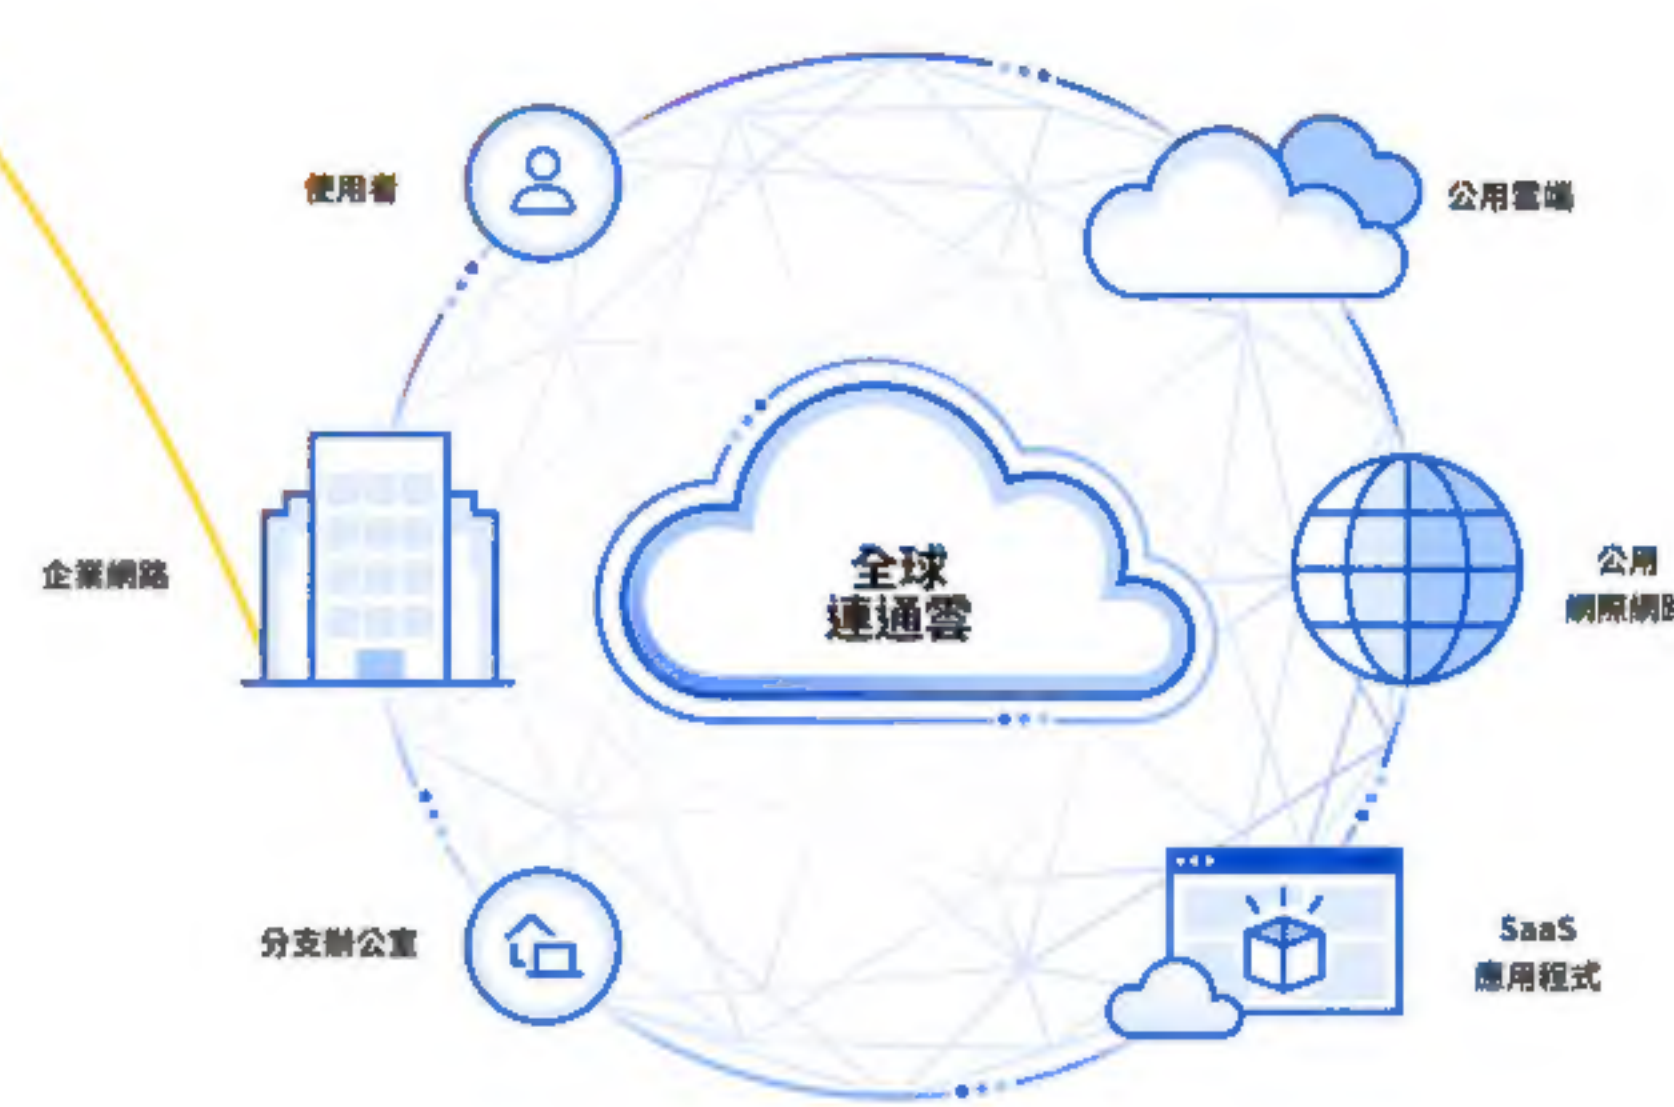 使用者
公用雲端
全球
連通雲
企業網路
公用
網際網路
分支辦公室
SaaS
應用程式